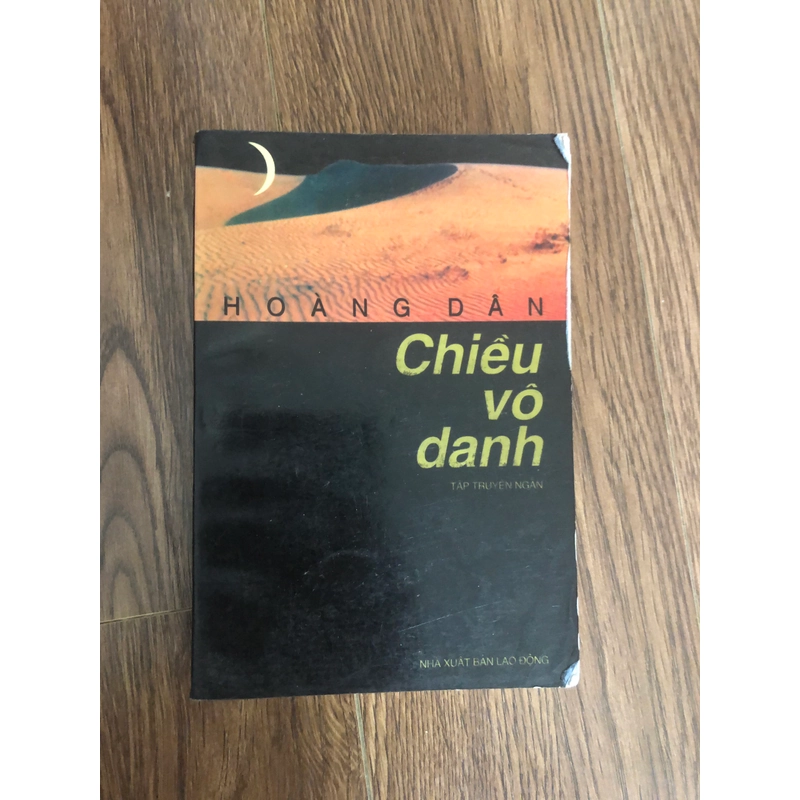 HOÀNG DÂN
Chiều
vô
danh
TẬP TRUYỆN NGẮN
NHÀ XUẤT BẢN LAO ĐỘNG